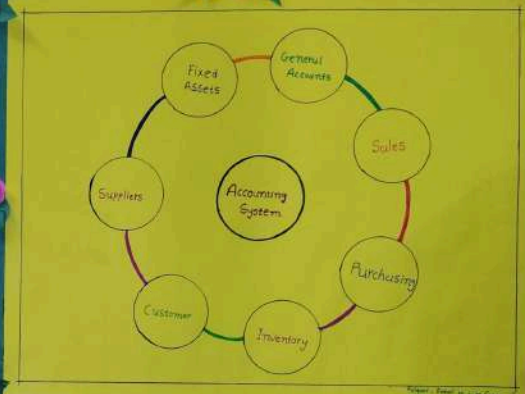 General
Accounts
Fixed
Assets
Sales
Suppliers
Accounting
System
Purchasing
Customer
Inventory